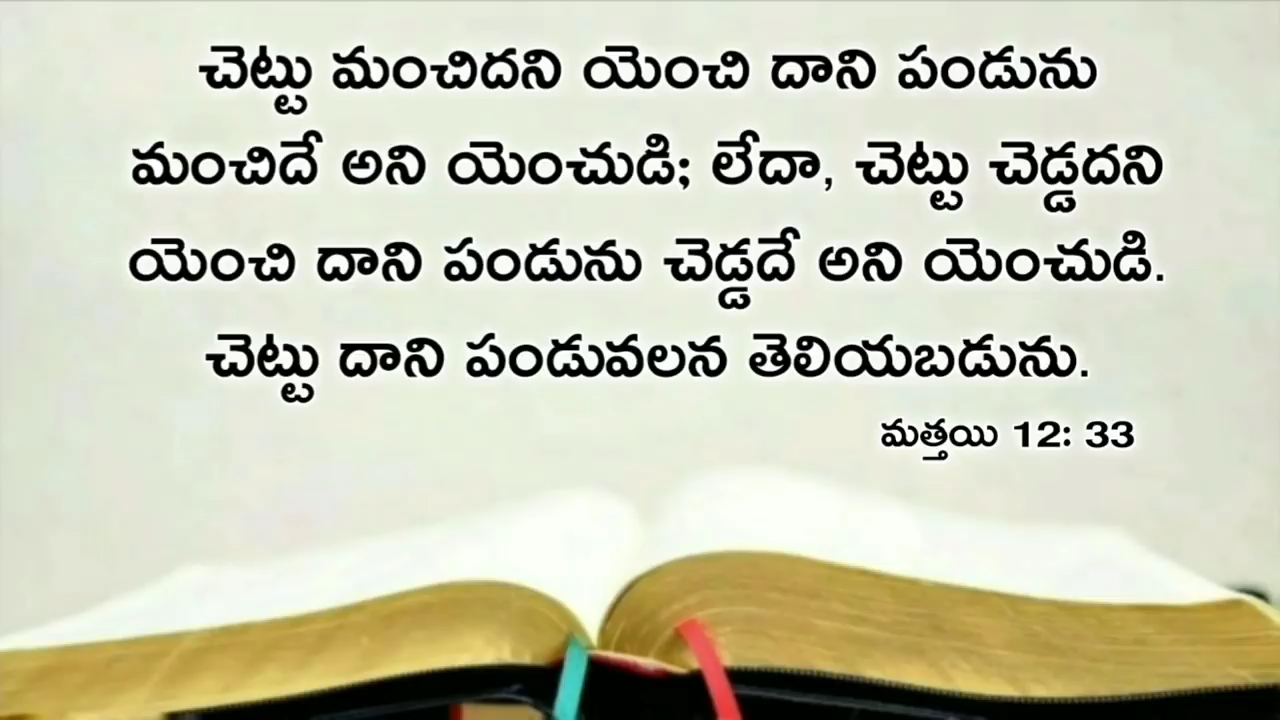 చెట్టు మంచిదని యెంచి దాని పండును
మంచిదే అని యెంచుడి; లేదా, చెట్టు చెడ్డదని
యెంచి దాని పండును చెడ్డదే అని యెంచుడి.
చెట్టు దాని పండువలన తెలియబడును.
మత్తయి 12: 33